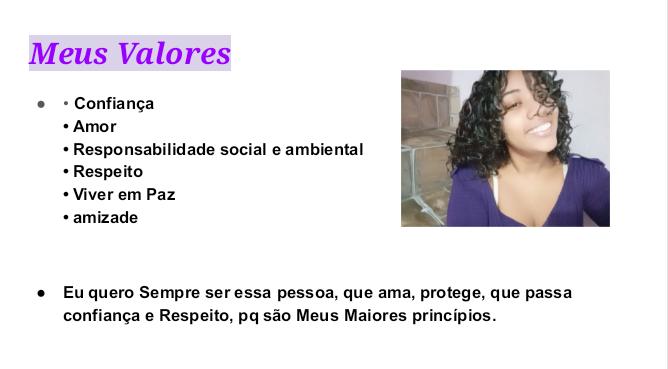 Meus Valores
● • Confiança
• Amor
• Responsabilidade social e ambiental
• Respeito
• Viver em Paz
• amizade
● Eu quero Sempre ser essa pessoa, que ama, protege, que passa
confiança e Respeito, pq são Meus Maiores princípios.